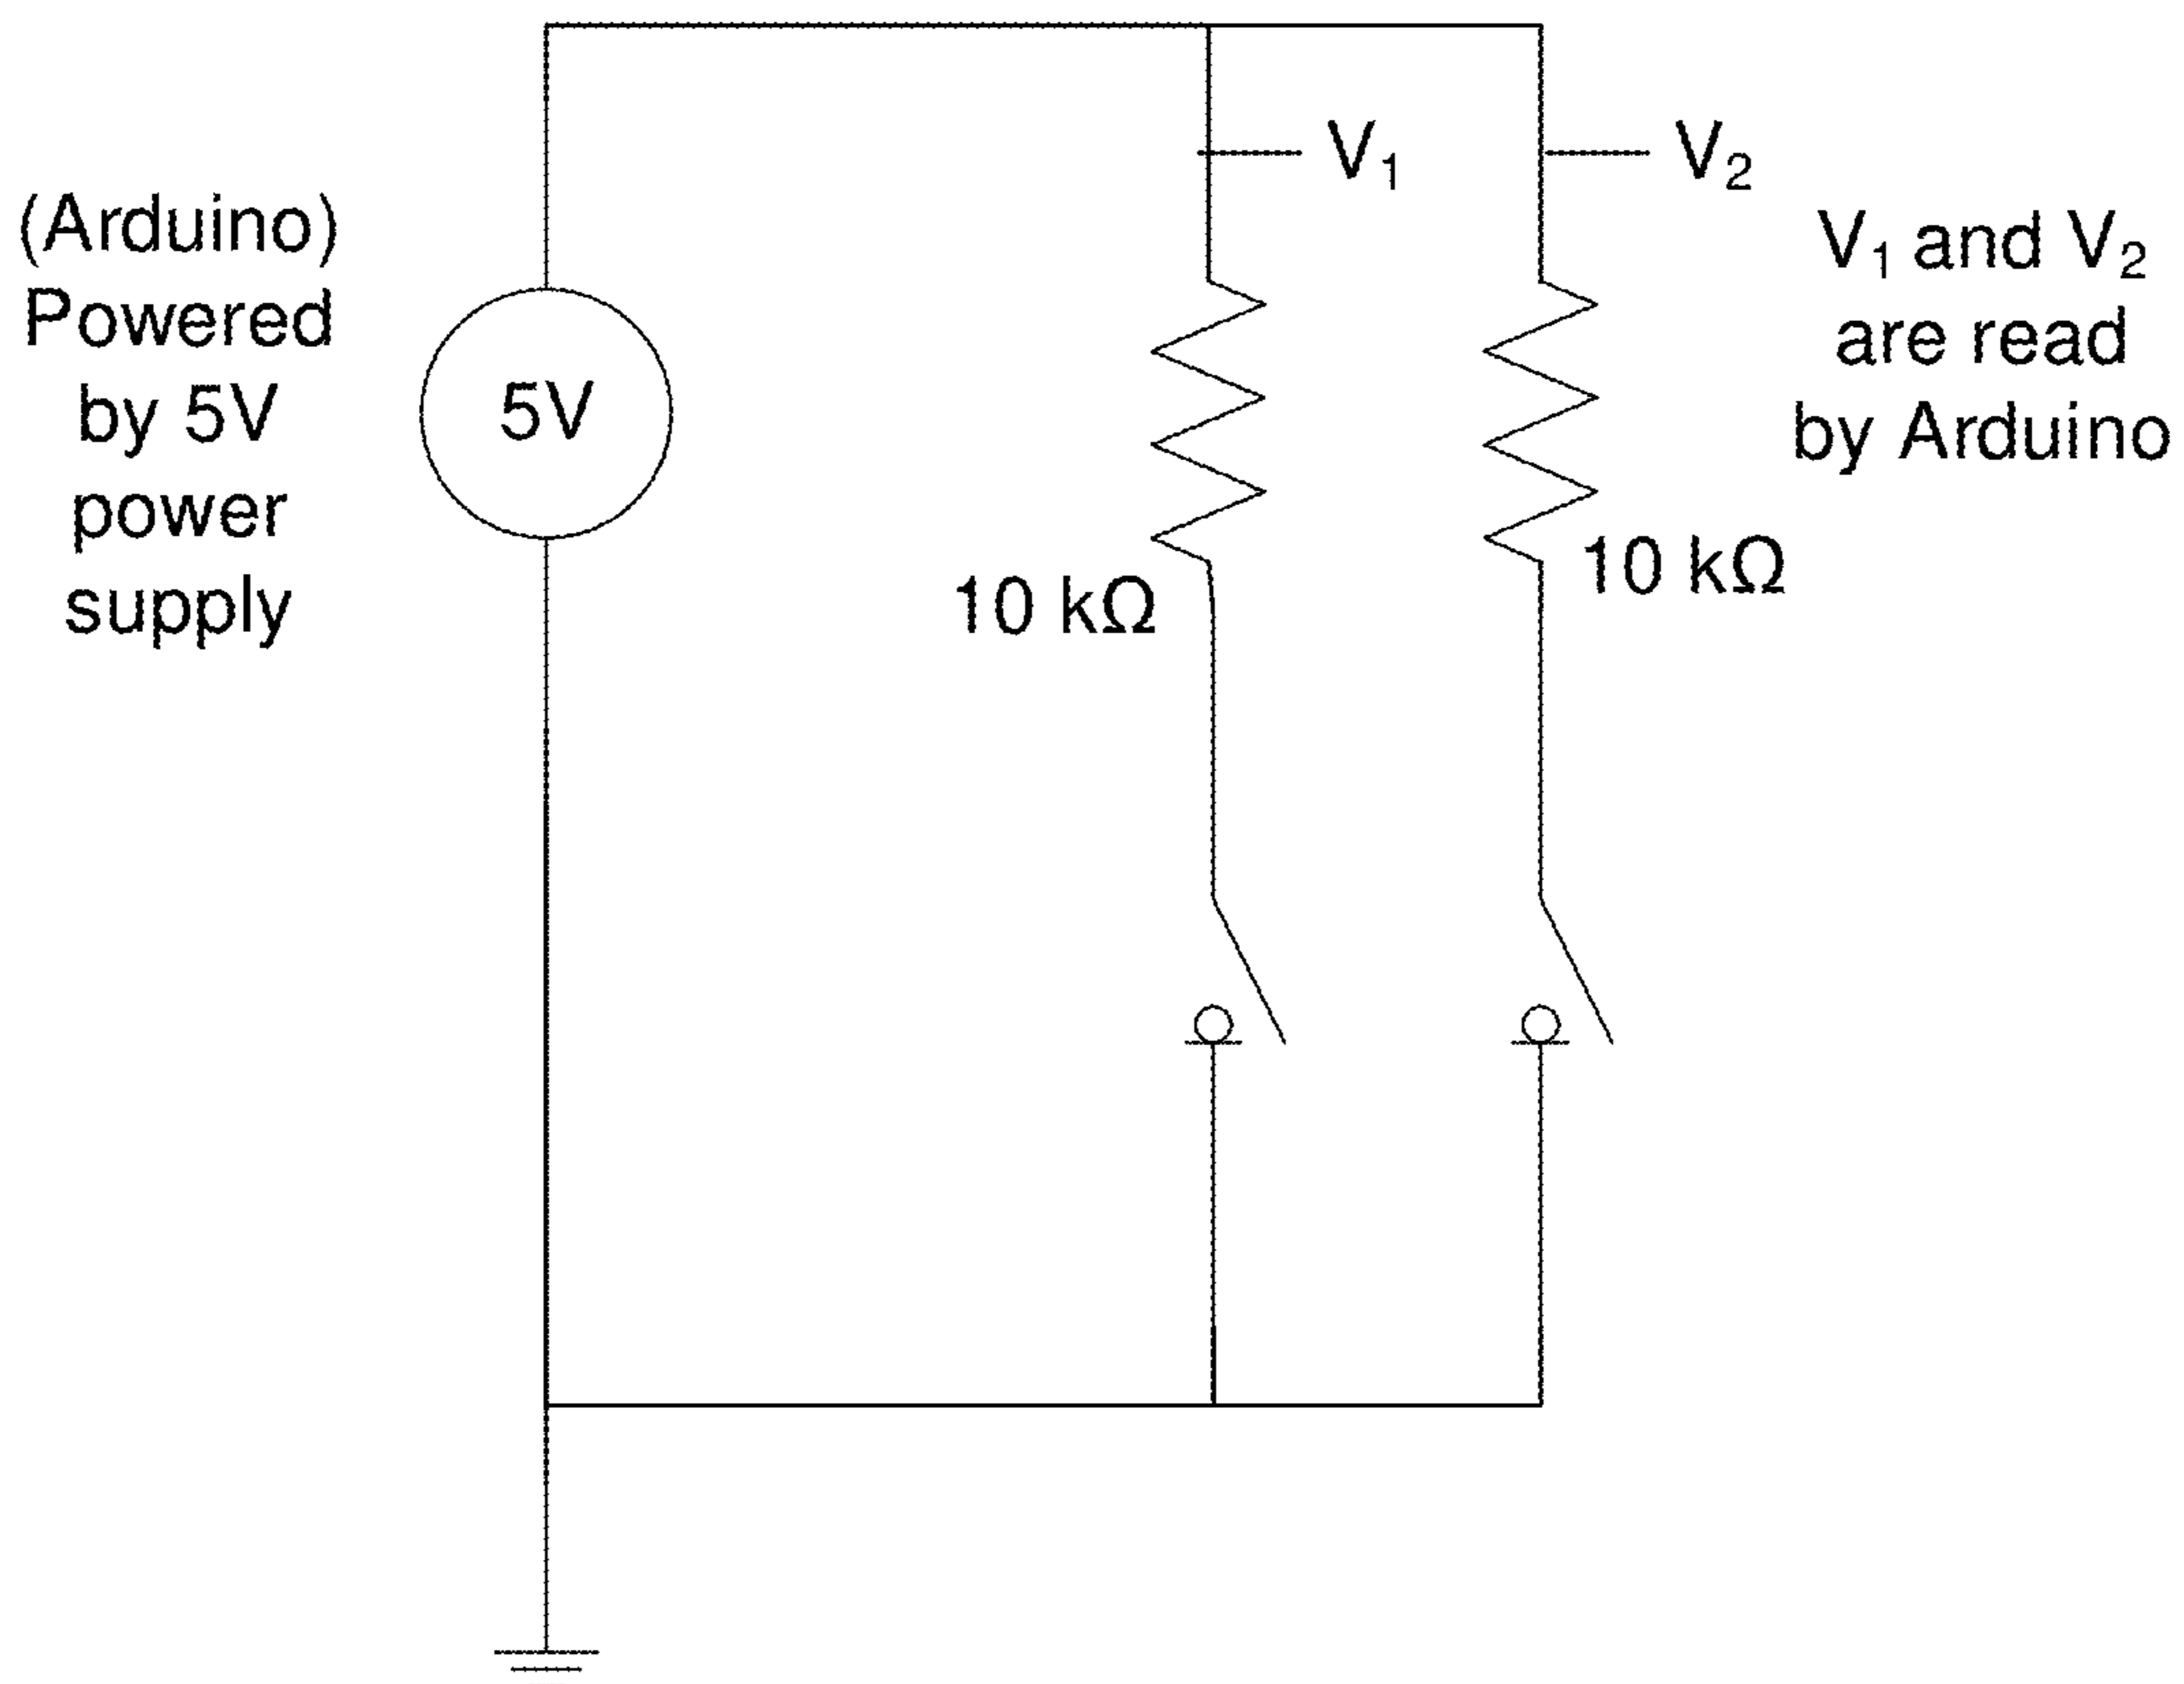 (Arduino)
Powered
by 5V
power
supply
5V
V₁
V₂
V₁ and V₂
are read
by Arduino
10 kΩ
10 kΩ